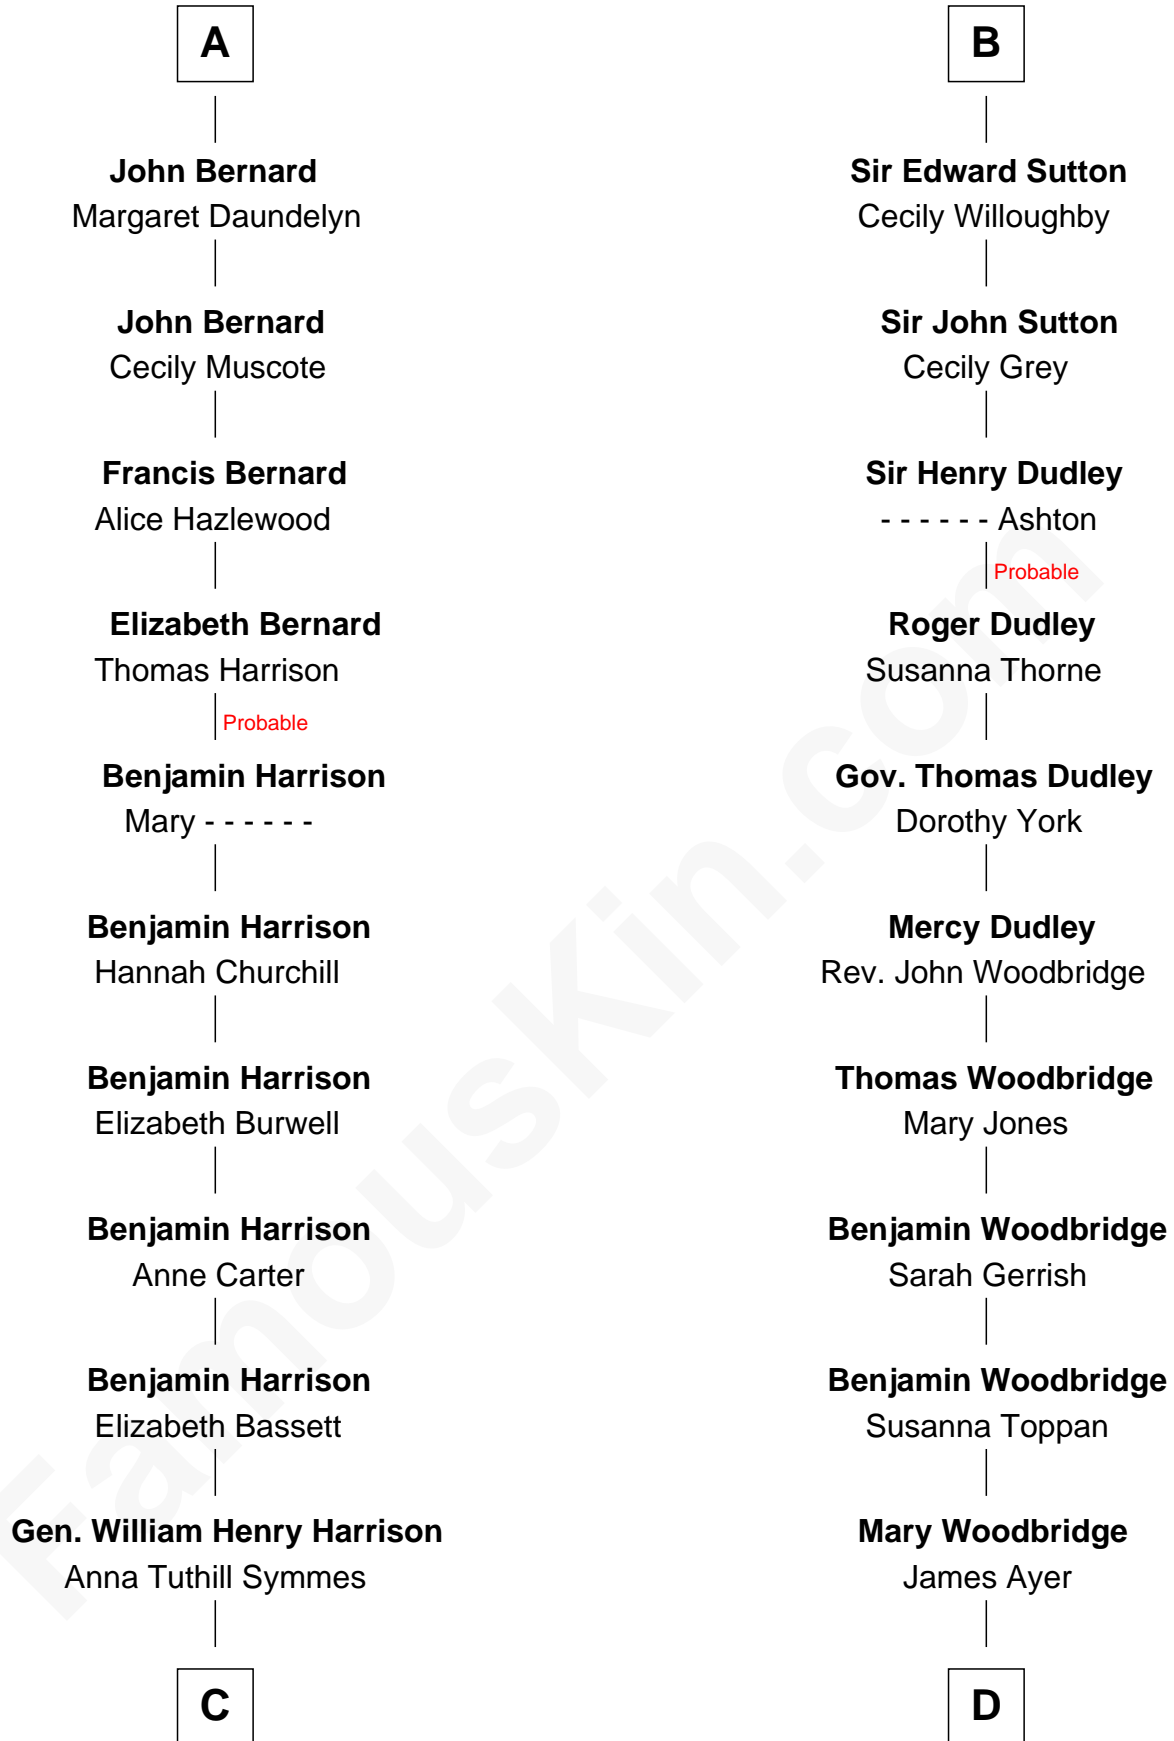 A
John Bernard
Margaret Daundelyn
John Bernard
Cecily Muscote
Francis Bernard
Alice Hazlewood
Elizabeth Bernard
Thomas Harrison
Probable
Benjamin Harrison
Mary - - - - - -
Benjamin Harrison
Hannah Churchill
Benjamin Harrison
Elizabeth Burwell
Benjamin Harrison
Anne Carter
Benjamin Harrison
Elizabeth Bassett
Gen. William Henry Harrison
Anna Tuthill Symmes
C
B
Sir Edward Sutton
Cecily Willoughby
Sir John Sutton
Cecily Grey
Sir Henry Dudley
- - - - - - Ashton
Probable
Roger Dudley
Susanna Thorne
Gov. Thomas Dudley
Dorothy York
Mercy Dudley
Rev. John Woodbridge
Thomas Woodbridge
Mary Jones
Benjamin Woodbridge
Sarah Gerrish
Benjamin Woodbridge
Susanna Toppan
Mary Woodbridge
James Ayer
D
FamousKin.com